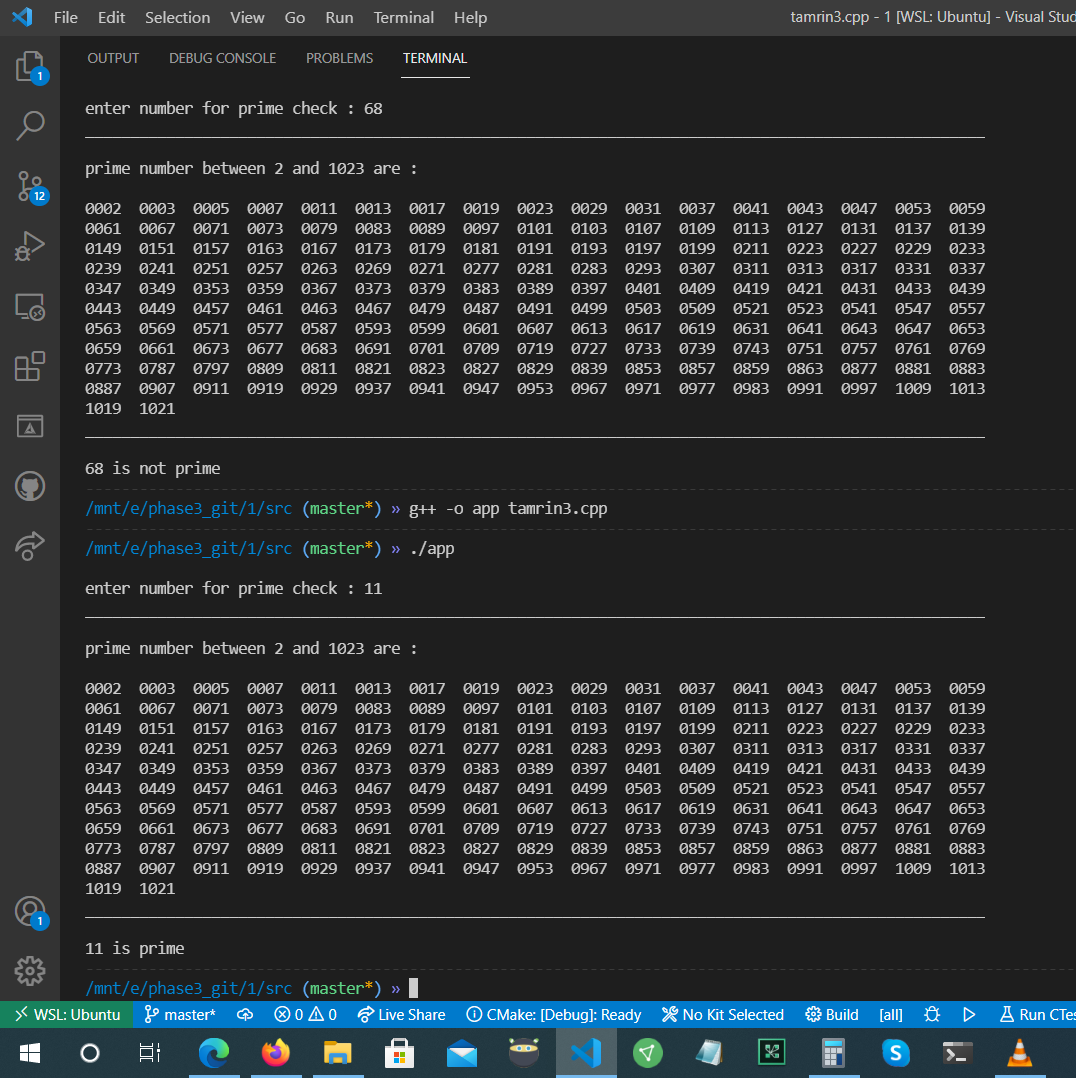 File Edit Selection View Go Run Terminal Help tamrin3.cpp - 1 [WSL: Ubuntu] - Visual Stud
OUTPUT DEBUG CONSOLE PROBLEMS TERMINAL
1
12
enter number for prime check : 68
prime number between 2 and 1023 are :
0002 0003 0005 0007 0011 0013 0017 0019 0023 0029 0031 0037 0041 0043 0047 0053 0059
0061 0067 0071 0073 0079 0083 0089 0097 0101 0103 0107 0109 0113 0127 0131 0137 0139
0149 0151 0157 0163 0167 0173 0179 0181 0191 0193 0197 0199 0211 0223 0227 0229 0233
0239 0241 0251 0257 0263 0269 0271 0277 0281 0283 0293 0307 0311 0313 0317 0331 0337
0347 0349 0353 0359 0367 0373 0379 0383 0389 0397 0401 0409 0419 0421 0431 0433 0439
0443 0449 0457 0461 0463 0467 0479 0487 0491 0499 0503 0509 0521 0523 0541 0547 0557
0563 0569 0571 0577 0587 0593 0599 0601 0607 0613 0617 0619 0631 0641 0643 0647 0653
0659 0661 0673 0677 0683 0691 0701 0709 0719 0727 0733 0739 0743 0751 0757 0761 0769
0773 0787 0797 0809 0811 0821 0823 0827 0829 0839 0853 0857 0859 0863 0877 0881 0883
0887 0907 0911 0919 0929 0937 0941 0947 0953 0967 0971 0977 0983 0991 0997 1009 1013
1019 1021
68 is not prime
/mnt/e/phase3_git/1/src (master*) » g++ -o app tamrin3.cpp
/mnt/e/phase3_git/1/src (master*) » ./app
enter number for prime check : 11
prime number between 2 and 1023 are :
0002 0003 0005 0007 0011 0013 0017 0019 0023 0029 0031 0037 0041 0043 0047 0053 0059
0061 0067 0071 0073 0079 0083 0089 0097 0101 0103 0107 0109 0113 0127 0131 0137 0139
0149 0151 0157 0163 0167 0173 0179 0181 0191 0193 0197 0199 0211 0223 0227 0229 0233
0239 0241 0251 0257 0263 0269 0271 0277 0281 0283 0293 0307 0311 0313 0317 0331 0337
0347 0349 0353 0359 0367 0373 0379 0383 0389 0397 0401 0409 0419 0421 0431 0433 0439
0443 0449 0457 0461 0463 0467 0479 0487 0491 0499 0503 0509 0521 0523 0541 0547 0557
0563 0569 0571 0577 0587 0593 0599 0601 0607 0613 0617 0619 0631 0641 0643 0647 0653
0659 0661 0673 0677 0683 0691 0701 0709 0719 0727 0733 0739 0743 0751 0757 0761 0769
0773 0787 0797 0809 0811 0821 0823 0827 0829 0839 0853 0857 0859 0863 0877 0881 0883
0887 0907 0911 0919 0929 0937 0941 0947 0953 0967 0971 0977 0983 0991 0997 1009 1013
1019 1021
1
11 is prime
/mnt/e/phase3_git/1/src (master*) »
WSL: Ubuntu master* 0 0 Live Share CMake: [Debug]: Ready No Kit Selected Build [all] Run CTes